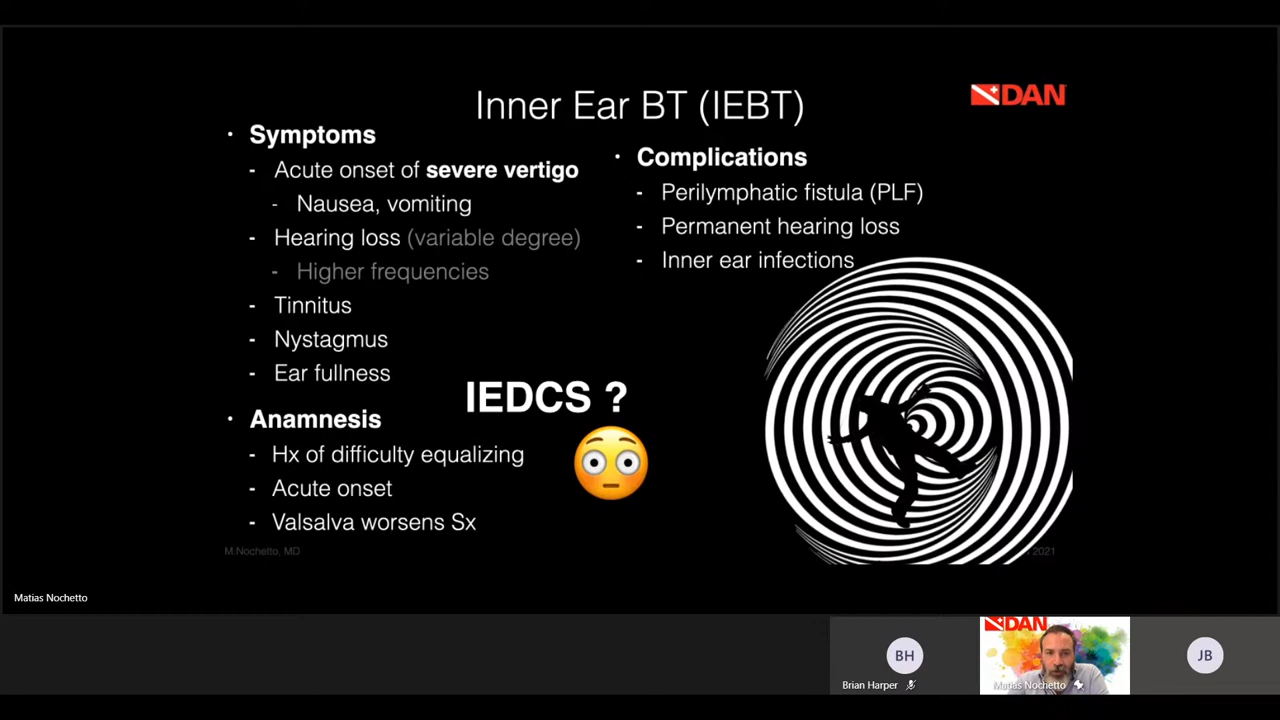 Inner Ear BT (IEBT)
DAN
• Symptoms
- Acute onset of severe vertigo
- Nausea, vomiting
- Hearing loss (variable degree)
- Higher frequencies
- Tinnitus
- Nystagmus
- Ear fullness
• Anamnesis
- Hx of difficulty equalizing
- Acute onset
- Valsalva worsens Sx
• Complications
- Perilymphatic fistula (PLF)
- Permanent hearing loss
- Inner ear infections
IEDCS ?
M.Nochetto, MD
2021
Matias Nochetto
BH
Brian Harper
DAN
Matias Nochetto
JB